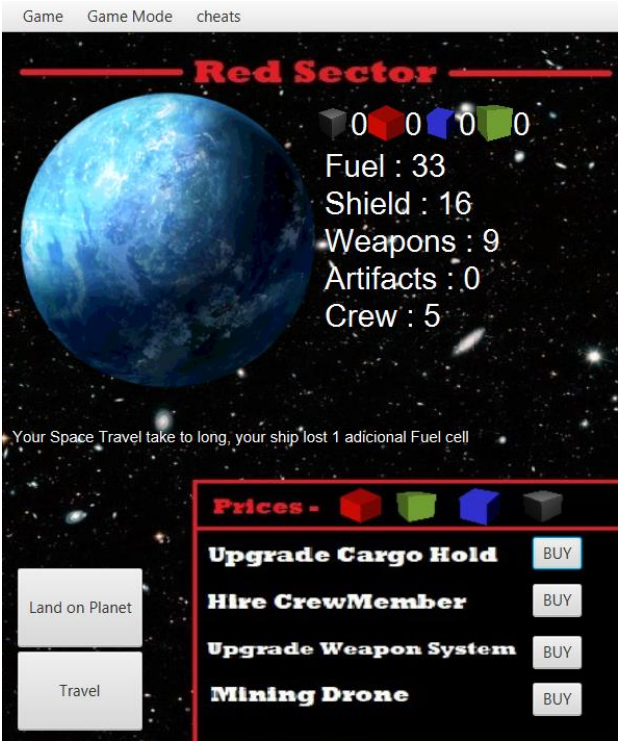 Game Game Mode cheats
Red Sector
0 0 0 0
Fuel : 33
Shield : 16
Weapons : 9
Artifacts : 0
Crew : 5
Your Space Travel take to long, your ship lost 1 adicional Fuel cell
Prices -
Upgrade Cargo Hold BUY
Hire CrewMember BUY
Upgrade Weapon System BUY
Mining Drone BUY
Land on Planet
Travel